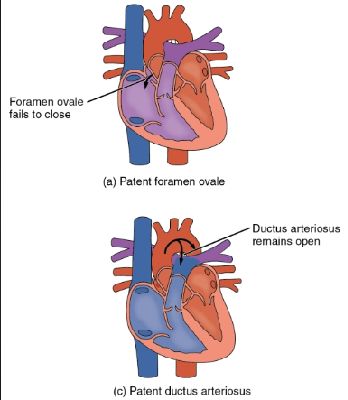 Foramen ovale
fails to close
(a) Patent foramen ovale
Ductus arteriosus
remains open
(c) Patent ductus arteriosus